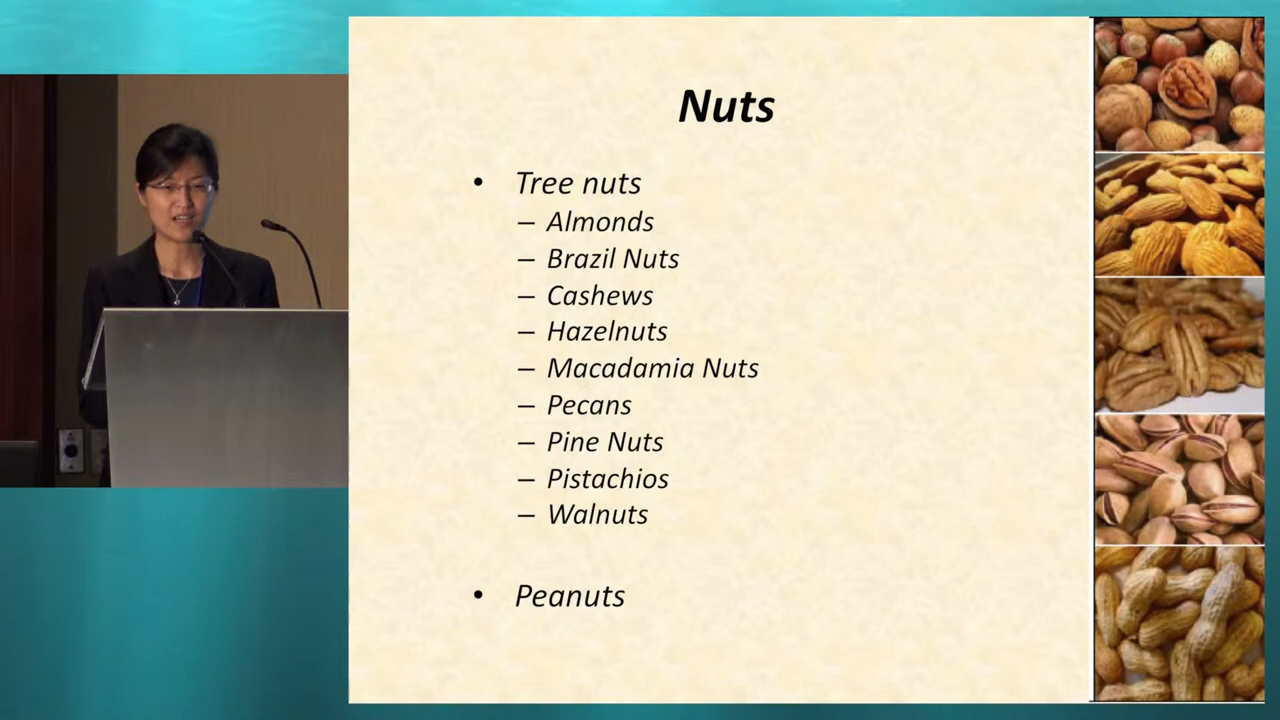 Nuts
• Tree nuts
– Almonds
– Brazil Nuts
– Cashews
– Hazelnuts
– Macadamia Nuts
– Pecans
– Pine Nuts
– Pistachios
– Walnuts
• Peanuts